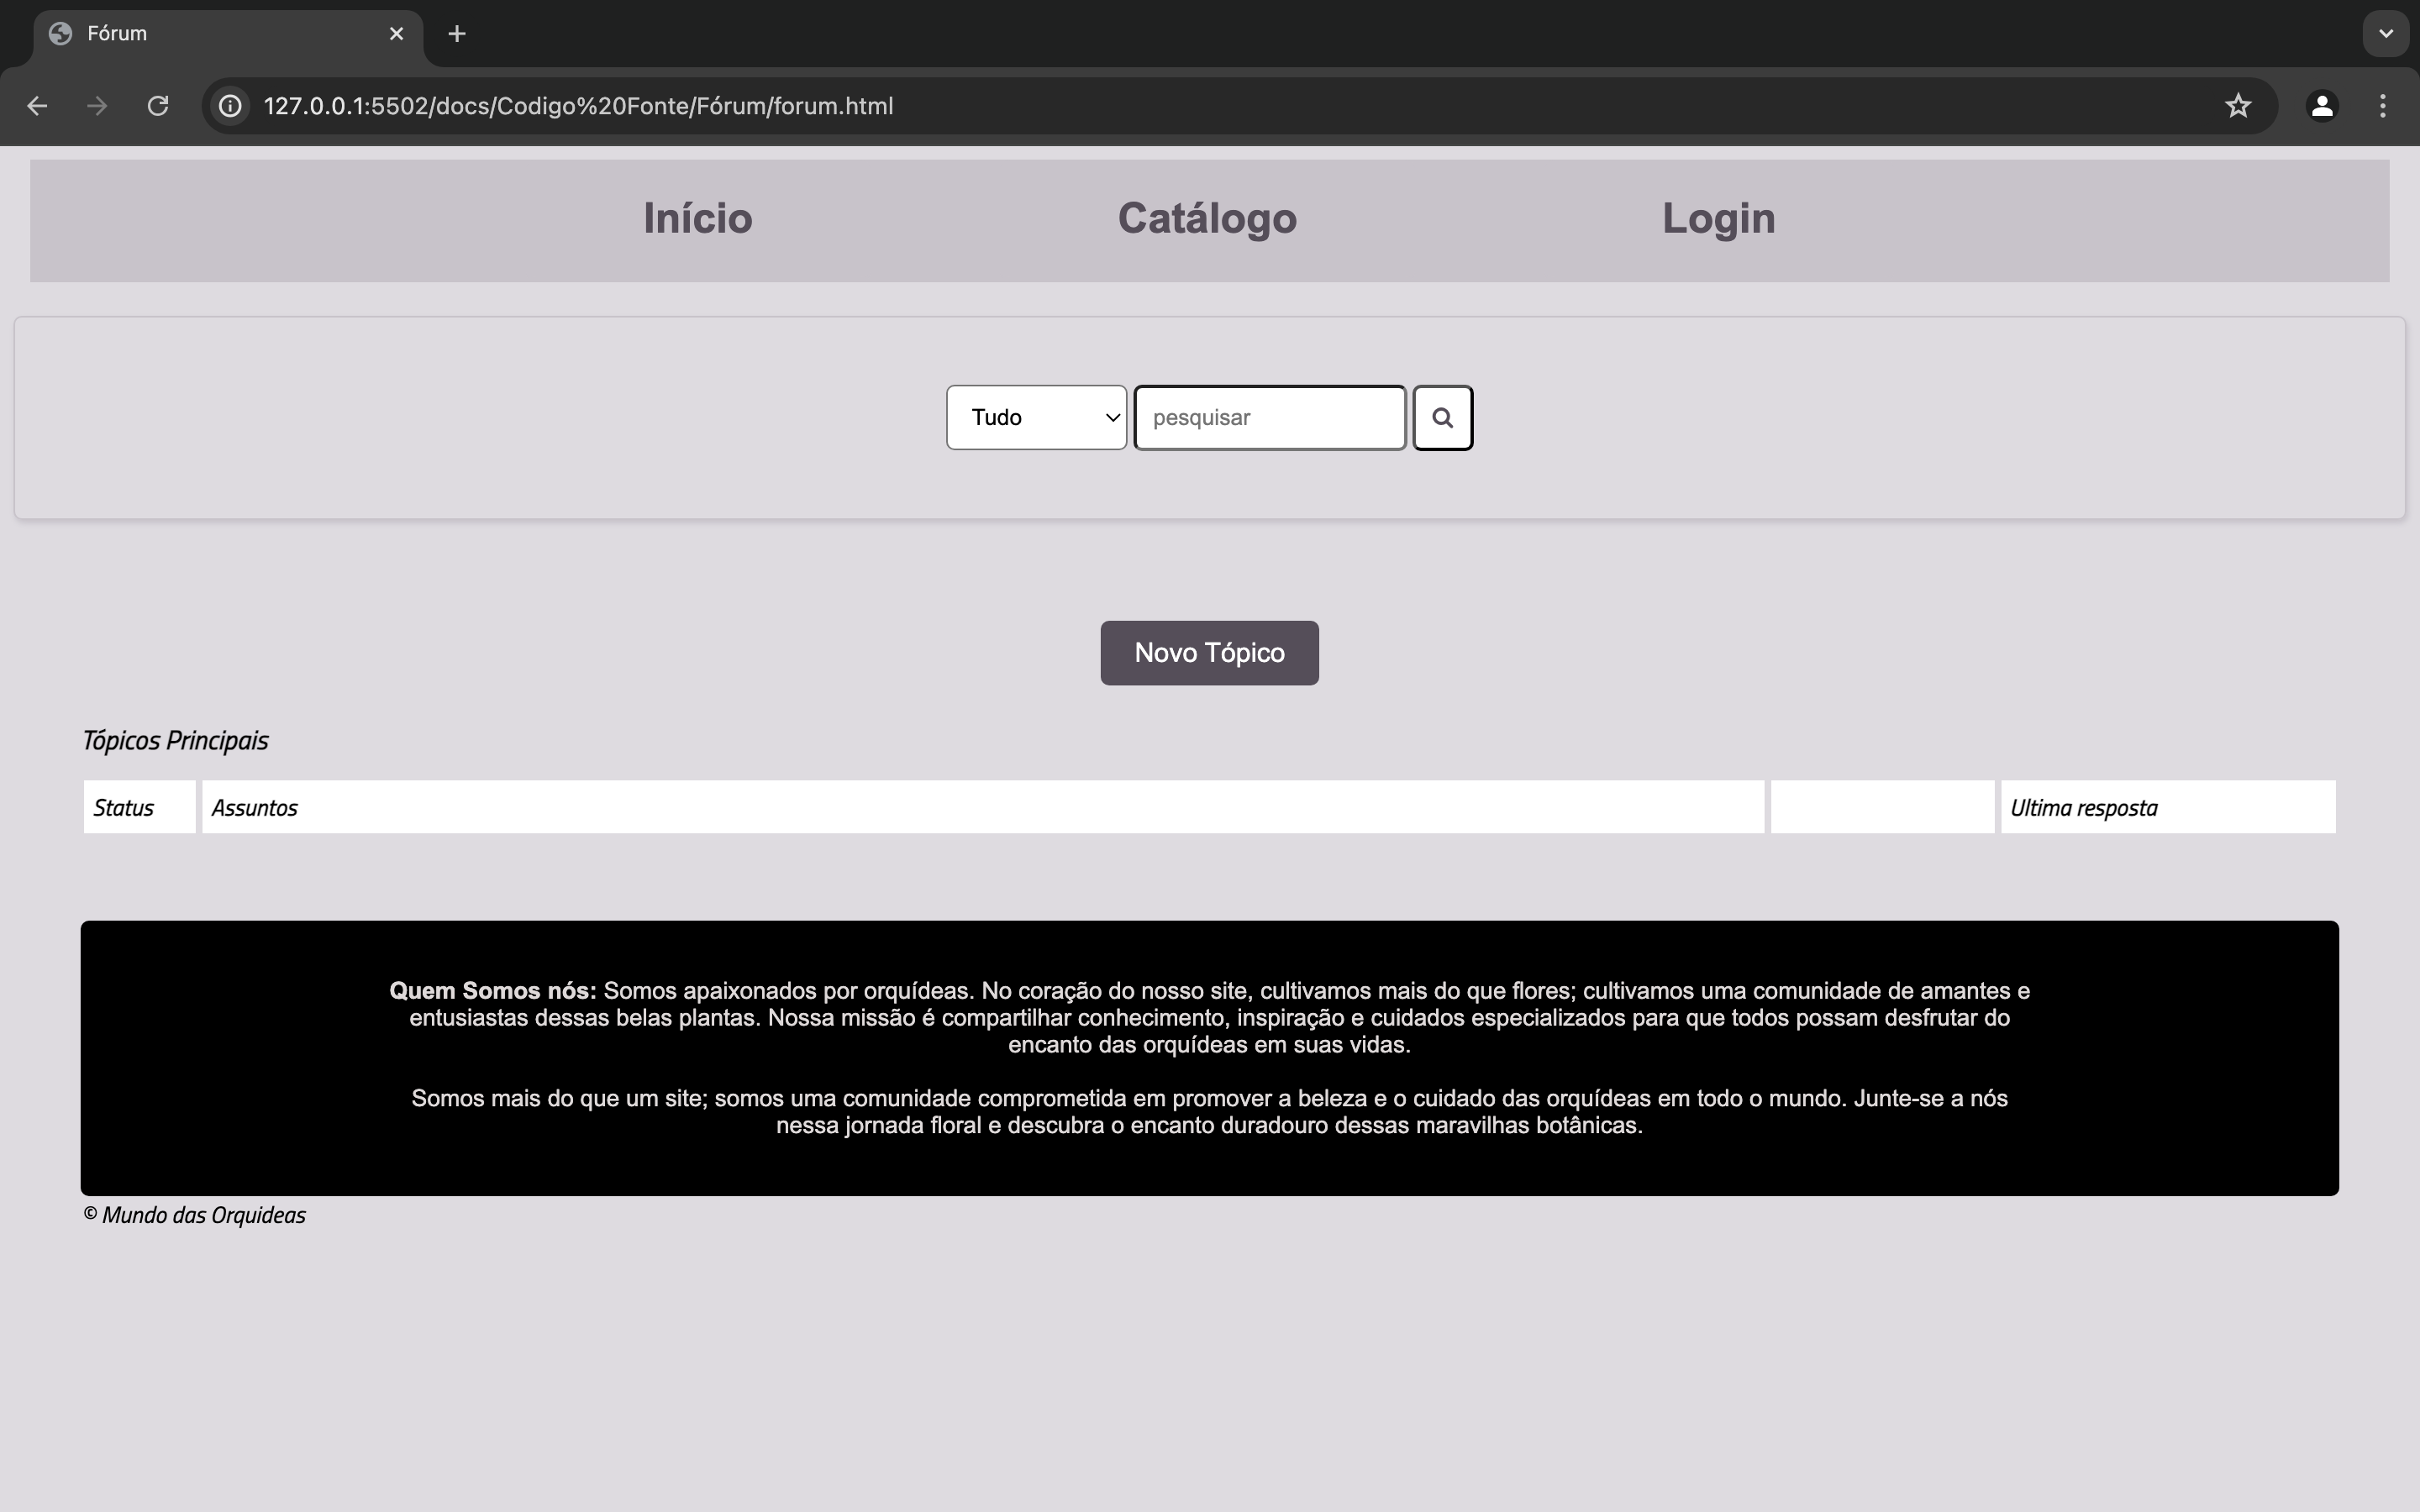 Fórum
127.0.0.1:5502/docs/Codigo%20Fonte/Fórum/forum.html
Início Catálogo Login
Tudo pesquisar
Novo Tópico
Tópicos Principais
Status Assuntos Ultima resposta
Quem Somos nós: Somos apaixonados por orquídeas. No coração do nosso site, cultivamos mais do que flores; cultivamos uma comunidade de amantes e
entusiastas dessas belas plantas. Nossa missão é compartilhar conhecimento, inspiração e cuidados especializados para que todos possam desfrutar do
encanto das orquídeas em suas vidas.
Somos mais do que um site; somos uma comunidade comprometida em promover a beleza e o cuidado das orquídeas em todo o mundo. Junte-se a nós
nessa jornada floral e descubra o encanto duradouro dessas maravilhas botânicas.
© Mundo das Orquideas